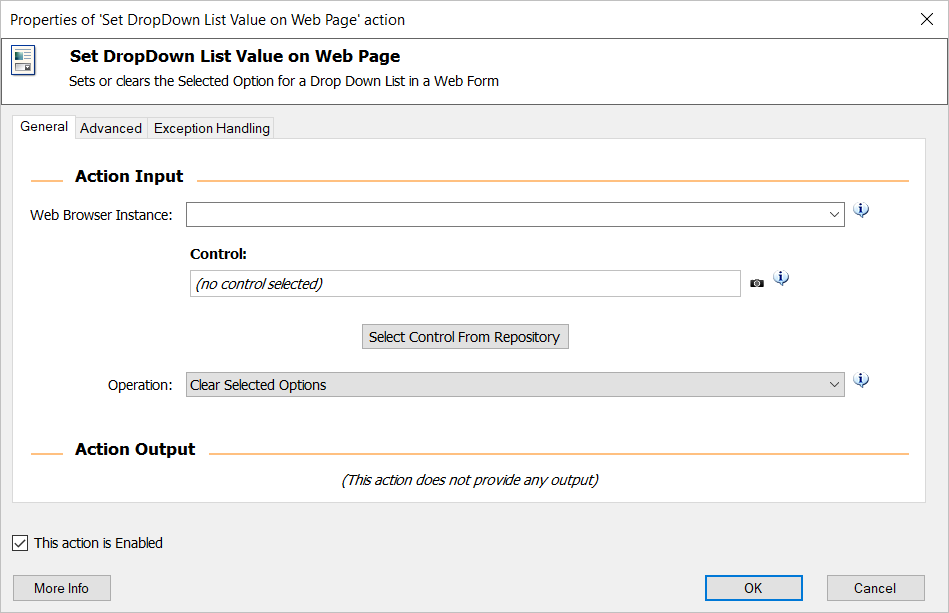 Properties of 'Set DropDown List Value on Web Page' action
Set DropDown List Value on Web Page
Sets or clears the Selected Option for a Drop Down List in a Web Form
General Advanced Exception Handling
Action Input
Web Browser Instance:
Control:
(no control selected)
Select Control From Repository
Operation: Clear Selected Options
Action Output
(This action does not provide any output)
This action is Enabled
More Info OK Cancel